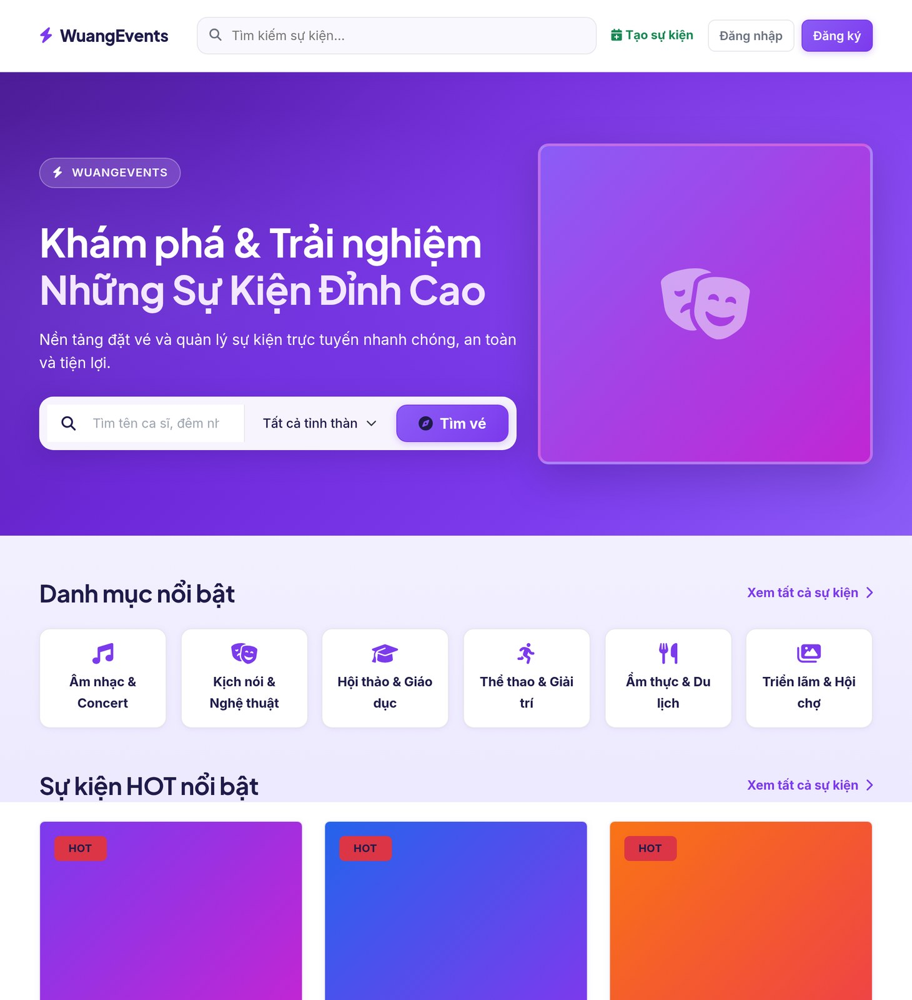 WuangEvents
Tìm kiếm sự kiện...
Tạo sự kiện
Đăng nhập
Đăng ký
WUANGEVENTS
Khám phá & Trải nghiệm
Những Sự Kiện Đỉnh Cao
Nền tảng đặt vé và quản lý sự kiện trực tuyến nhanh chóng, an toàn
và tiện lợi.
Tìm tên ca sĩ, đêm nh
Tất cả tỉnh thàn
Tìm vé
Danh mục nổi bật
Xem tất cả sự kiện
Âm nhạc &
Concert
Kịch nói &
Nghệ thuật
Hội thảo & Giáo
dục
Thể thao & Giải
trí
Ẩm thực & Du
lịch
Triển lãm & Hội
chợ
Sự kiện HOT nổi bật
Xem tất cả sự kiện
HOT
HOT
HOT